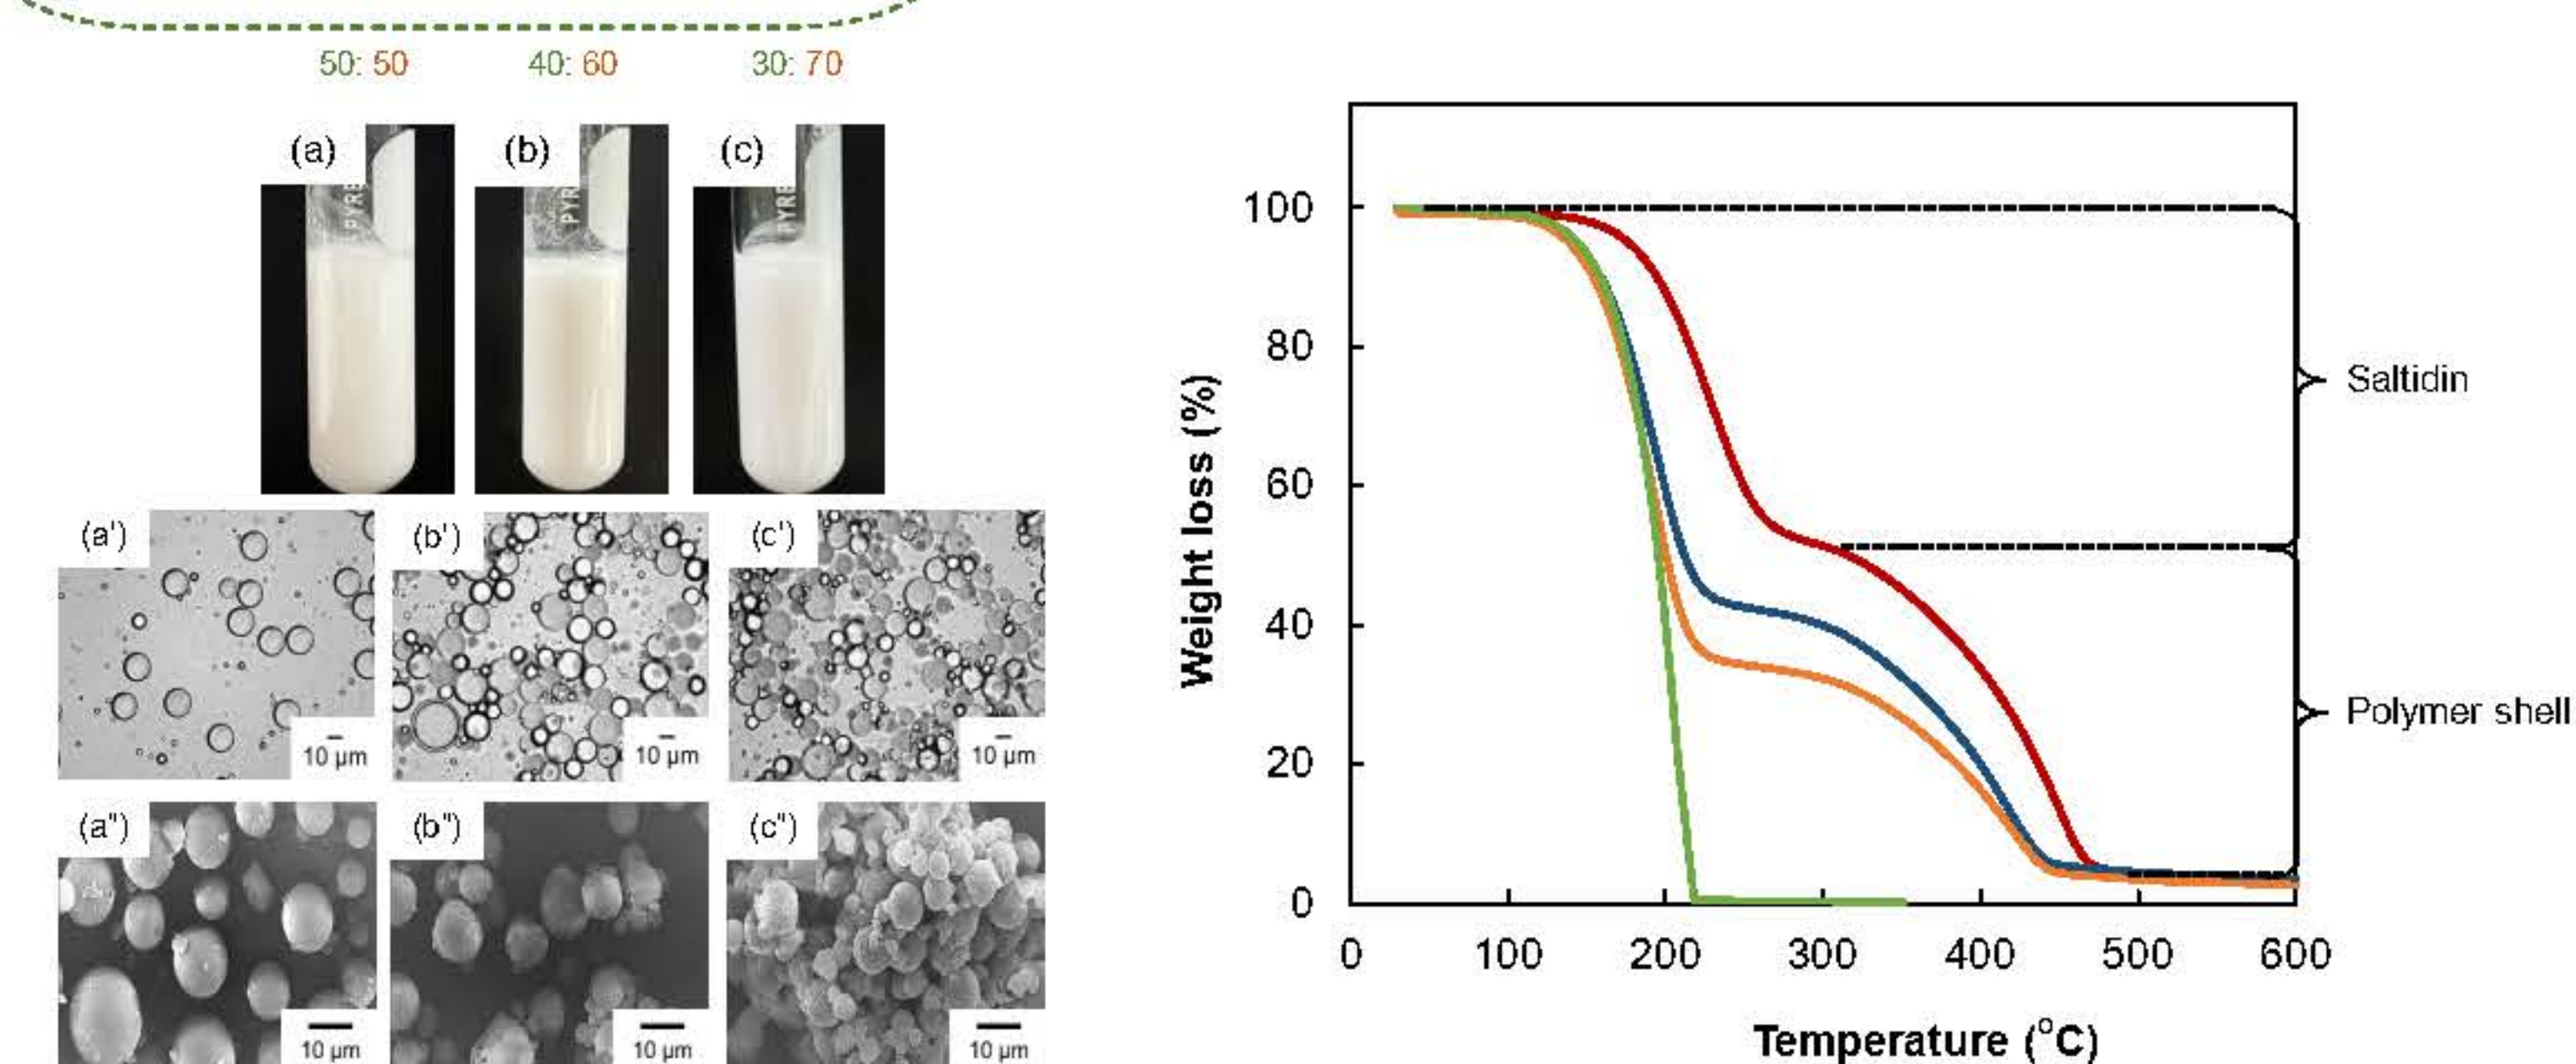 50: 50
40: 60
30: 70
(a)
(b)
(c)
PYRE
PYR
PYRE
(a')
(b')
(c')
10 µm
10 µm
10 µm
(a")
(b")
(c")
10 µm
10 µm
10 µm
Weight loss (%)
100
80
60
40
20
0
0
100
200
300
400
500
600
Temperature (°C)
Saltidin
Polymer shell